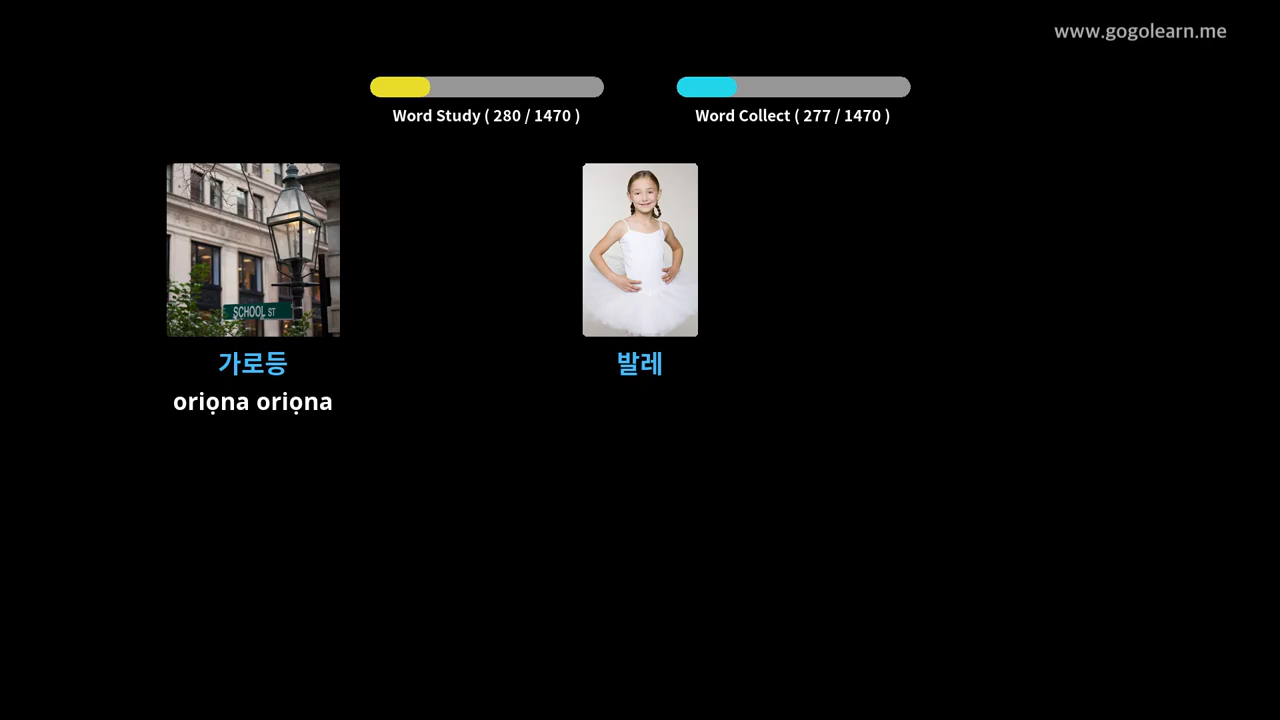 www.gogolearn.me
Word Study ( 280 / 1470 )
Word Collect ( 277 / 1470 )
SCHOOL ST
가로등
발레
oriọna oriọna